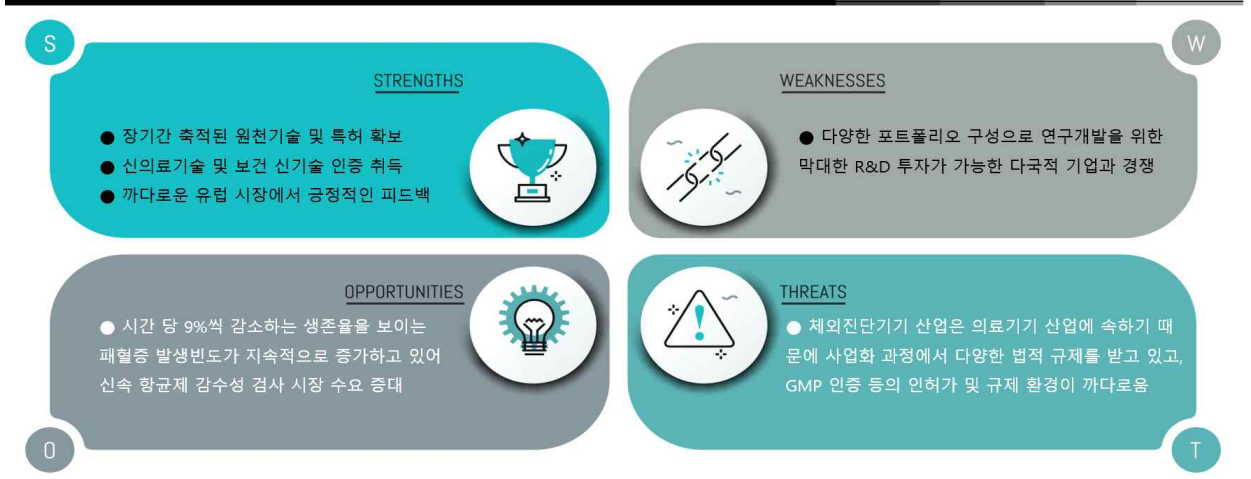 S
STRENGTHS
● 장기간 축적된 원천기술 및 특허 확보
● 신의료기술 및 보건 신기술 인증 취득
● 까다로운 유럽 시장에서 긍정적인 피드백
W
WEAKNESSES
● 다양한 포트폴리오 구성으로 연구개발을 위한
막대한 R&D 투자가 가능한 다국적 기업과 경쟁
OPPORTUNITIES
● 시간 당 9%씩 감소하는 생존율을 보이는
패혈증 발생빈도가 지속적으로 증가하고 있어
신속 항균제 감수성 검사 시장 수요 증대
O
THREATS
● 체외진단기기 산업은 의료기기 산업에 속하기 때
문에 사업화 과정에서 다양한 법적 규제를 받고 있고,
GMP 인증 등의 인허가 및 규제 환경이 까다로움
T